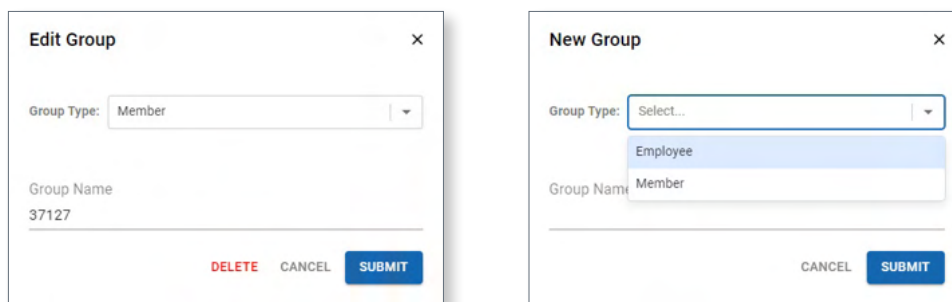 Edit Group
Group Type: Member
Group Name
37127
DELETE CANCEL SUBMIT
New Group
Group Type: Select...
Employee
Member
Group Name
CANCEL SUBMIT